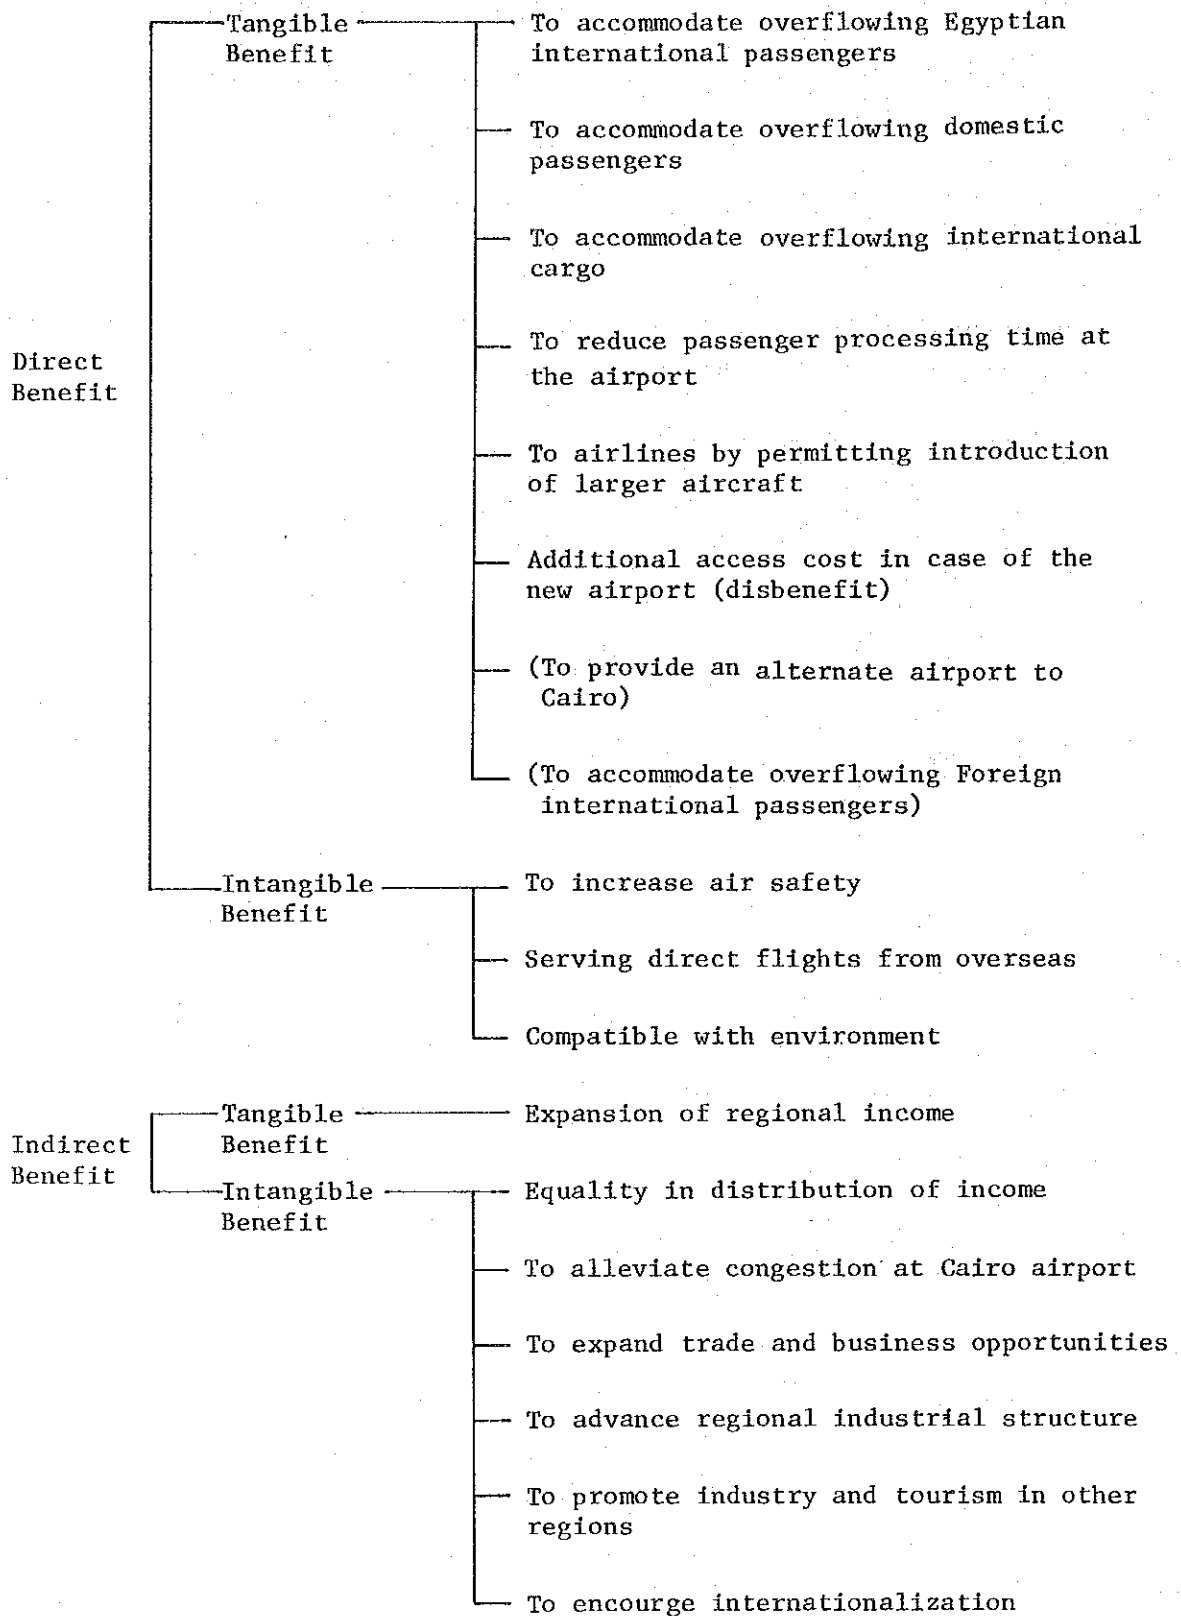 Direct
Benefit
Tangible
Benefit
To accommodate overflowing Egyptian
international passengers
To accommodate overflowing domestic
passengers
To accommodate overflowing international
cargo
To reduce passenger processing time at
the airport
To airlines by permitting introduction
of larger aircraft
Additional access cost in case of the
new airport (disbenefit)
(To provide an alternate airport to
Cairo)
(To accommodate overflowing Foreign
international passengers)
Intangible
Benefit
To increase air safety
Serving direct flights from overseas
Compatible with environment
Indirect
Benefit
Tangible
Benefit
Expansion of regional income
Intangible
Benefit
Equality in distribution of income
To alleviate congestion at Cairo airport
To expand trade and business opportunities
To advance regional industrial structure
To promote industry and tourism in other
regions
To encourge internationalization